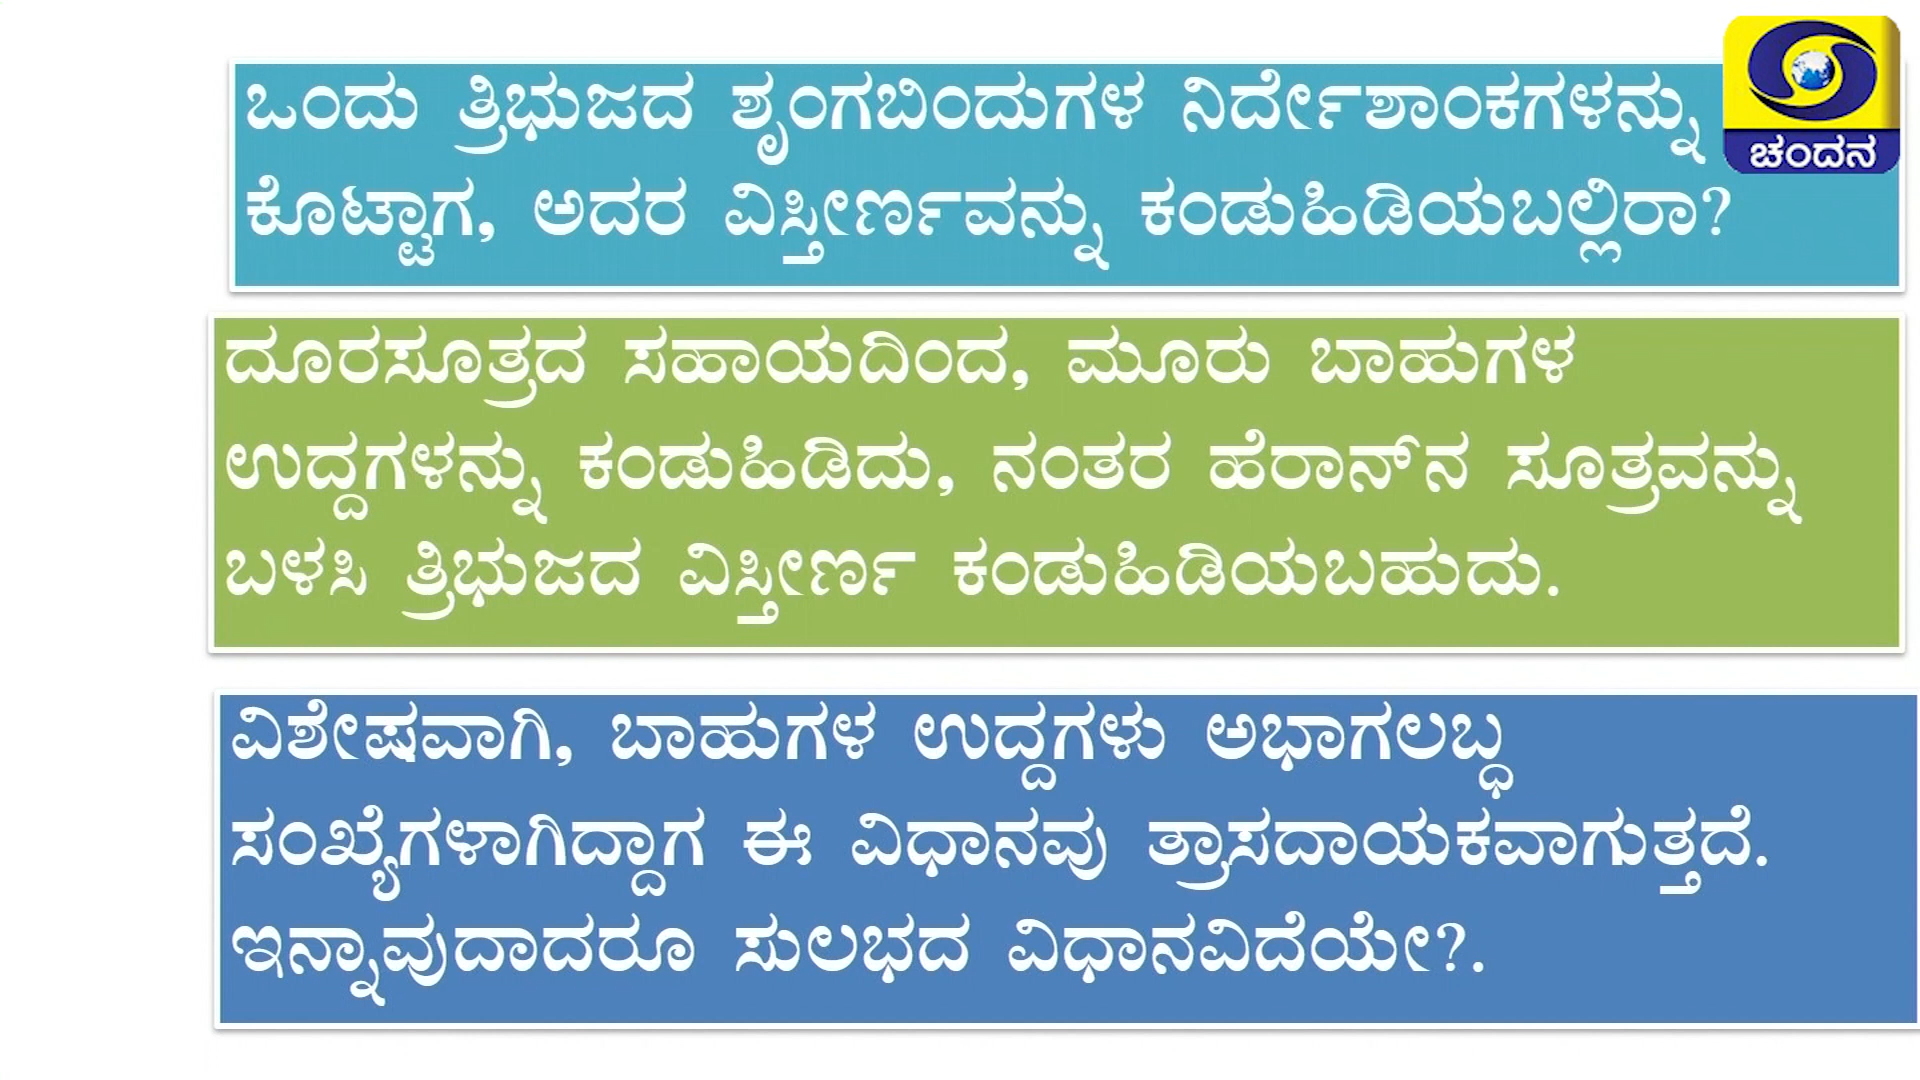 ಒಂದು ತ್ರಿಭುಜದ ಶೃಂಗಬಿಂದುಗಳ ನಿರ್ದೇಶಾಂಕಗಳನ್ನು
ಕೊಟ್ಟಾಗ, ಅದರ ವಿಸ್ತೀರ್ಣವನ್ನು ಕಂಡುಹಿಡಿಯಬಲ್ಲಿರಾ?
ಚಂದನ
ದೂರಸೂತ್ರದ ಸಹಾಯದಿಂದ, ಮೂರು ಬಾಹುಗಳ
ಉದ್ದಗಳನ್ನು ಕಂಡುಹಿಡಿದು, ನಂತರ ಹೆರಾನ್‌ನ ಸೂತ್ರವನ್ನು
ಬಳಸಿ ತ್ರಿಭುಜದ ವಿಸ್ತೀರ್ಣ ಕಂಡುಹಿಡಿಯಬಹುದು.
ವಿಶೇಷವಾಗಿ, ಬಾಹುಗಳ ಉದ್ದಗಳು ಅಭಾಗಲಬ್ಧ
ಸಂಖ್ಯೆಗಳಾಗಿದ್ದಾಗ ಈ ವಿಧಾನವು ತ್ರಾಸದಾಯಕವಾಗುತ್ತದೆ.
ಇನ್ನಾವುದಾದರೂ ಸುಲಭದ ವಿಧಾನವಿದೆಯೇ?.